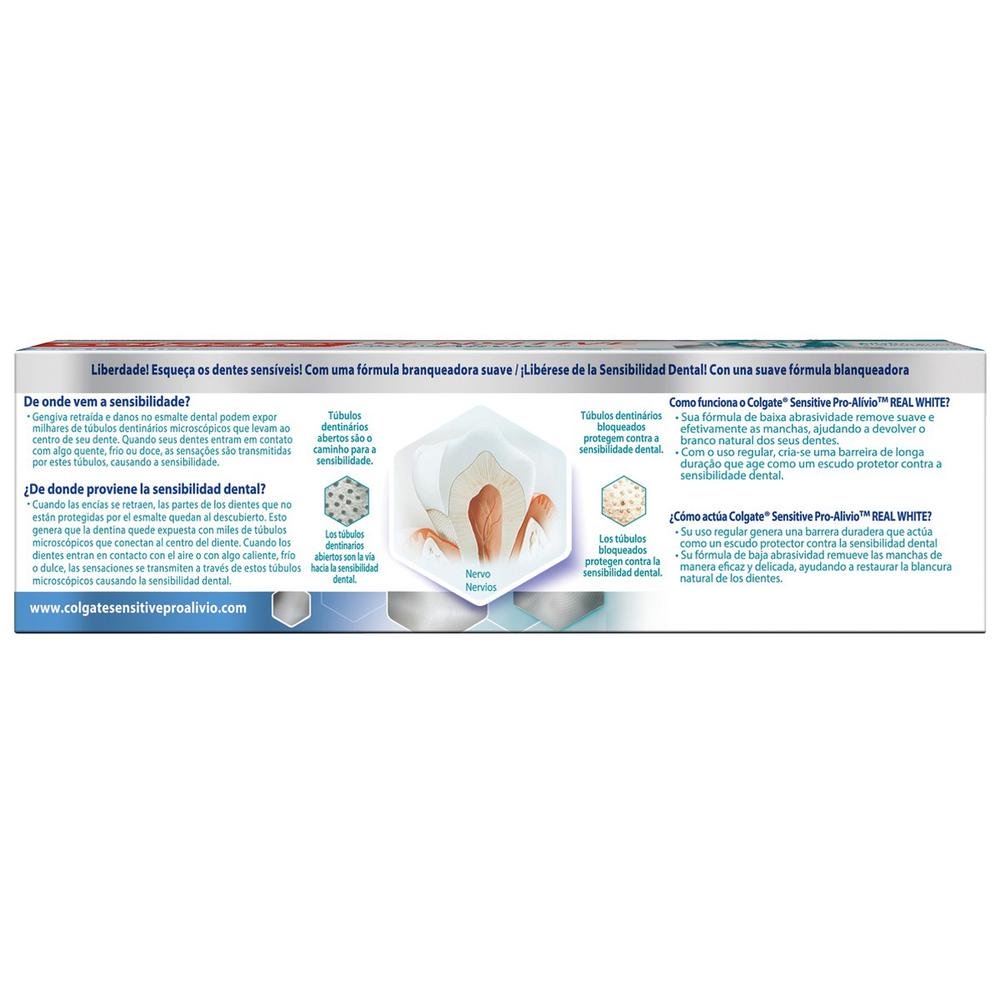 Liberdade! Esqueça os dentes sensíveis! Com uma fórmula branqueadora suave / ¡Libérese de la Sensibilidad Dental! Con una suave fórmula blanqueadora
De onde vem a sensibilidade?
• Gengiva retraída e danos no esmalte dental podem expor
milhares de túbulos dentinários microscópicos que levam ao
centro de seu dente. Quando seus dentes entram em contato
com algo quente, frio ou doce, as sensações são transmitidas
por estes túbulos, causando a sensibilidade.
¿De donde proviene la sensibilidad dental?
• Cuando las encías se retraen, las partes de los dientes que no
están protegidas por el esmalte quedan al descubierto. Esto
genera que la dentina quede expuesta con miles de túbulos
microscópicos que conectan al centro del diente. Cuando los
dientes entran en contacto con el aire o con algo caliente, frío
o dulce, las sensaciones se transmiten a través de estos túbulos
microscópicos causando la sensibilidad dental.
www.colgatesensitiveproalivio.com
Túbulos
dentinários
abertos são o
caminho para a
sensibilidade.
Los túbulos
dentinarios
abiertos son la vía
hacia la sensibilidad
dental.
Nervo
Nervios
Túbulos dentinários
bloqueados
protegem contra a
sensibilidade dental.
Los túbulos
bloqueados
protegen contra la
sensibilidad dental.
Como funciona o Colgate® Sensitive Pro-Alívio™ REAL WHITE?
• Sua fórmula de baixa abrasividade remove suave e
efetivamente as manchas, ajudando a devolver o
branco natural dos seus dentes.
• Com o uso regular, cria-se uma barreira de longa
duração que age como um escudo protetor contra a
sensibilidade dental.
¿Cómo actúa Colgate® Sensitive Pro-Alivio™ REAL WHITE?
• Su uso regular genera una barrera duradera que actúa
como un escudo protector contra la sensibilidad dental
• Su fórmula de baja abrasividad remueve las manchas de
manera eficaz y delicada, ayudando a restaurar la blancura
natural de los dientes.